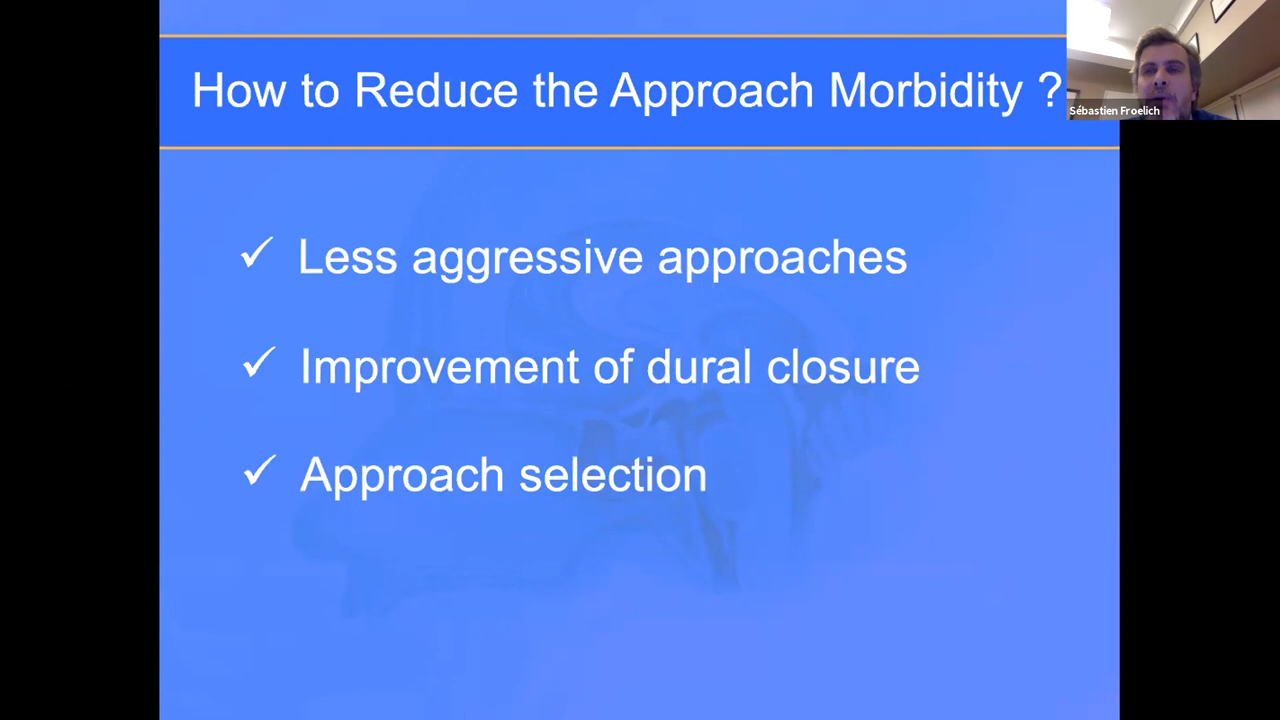 How to Reduce the Approach Morbidity ?
Sébastien Froelich
✓ Less aggressive approaches
✓ Improvement of dural closure
✓ Approach selection